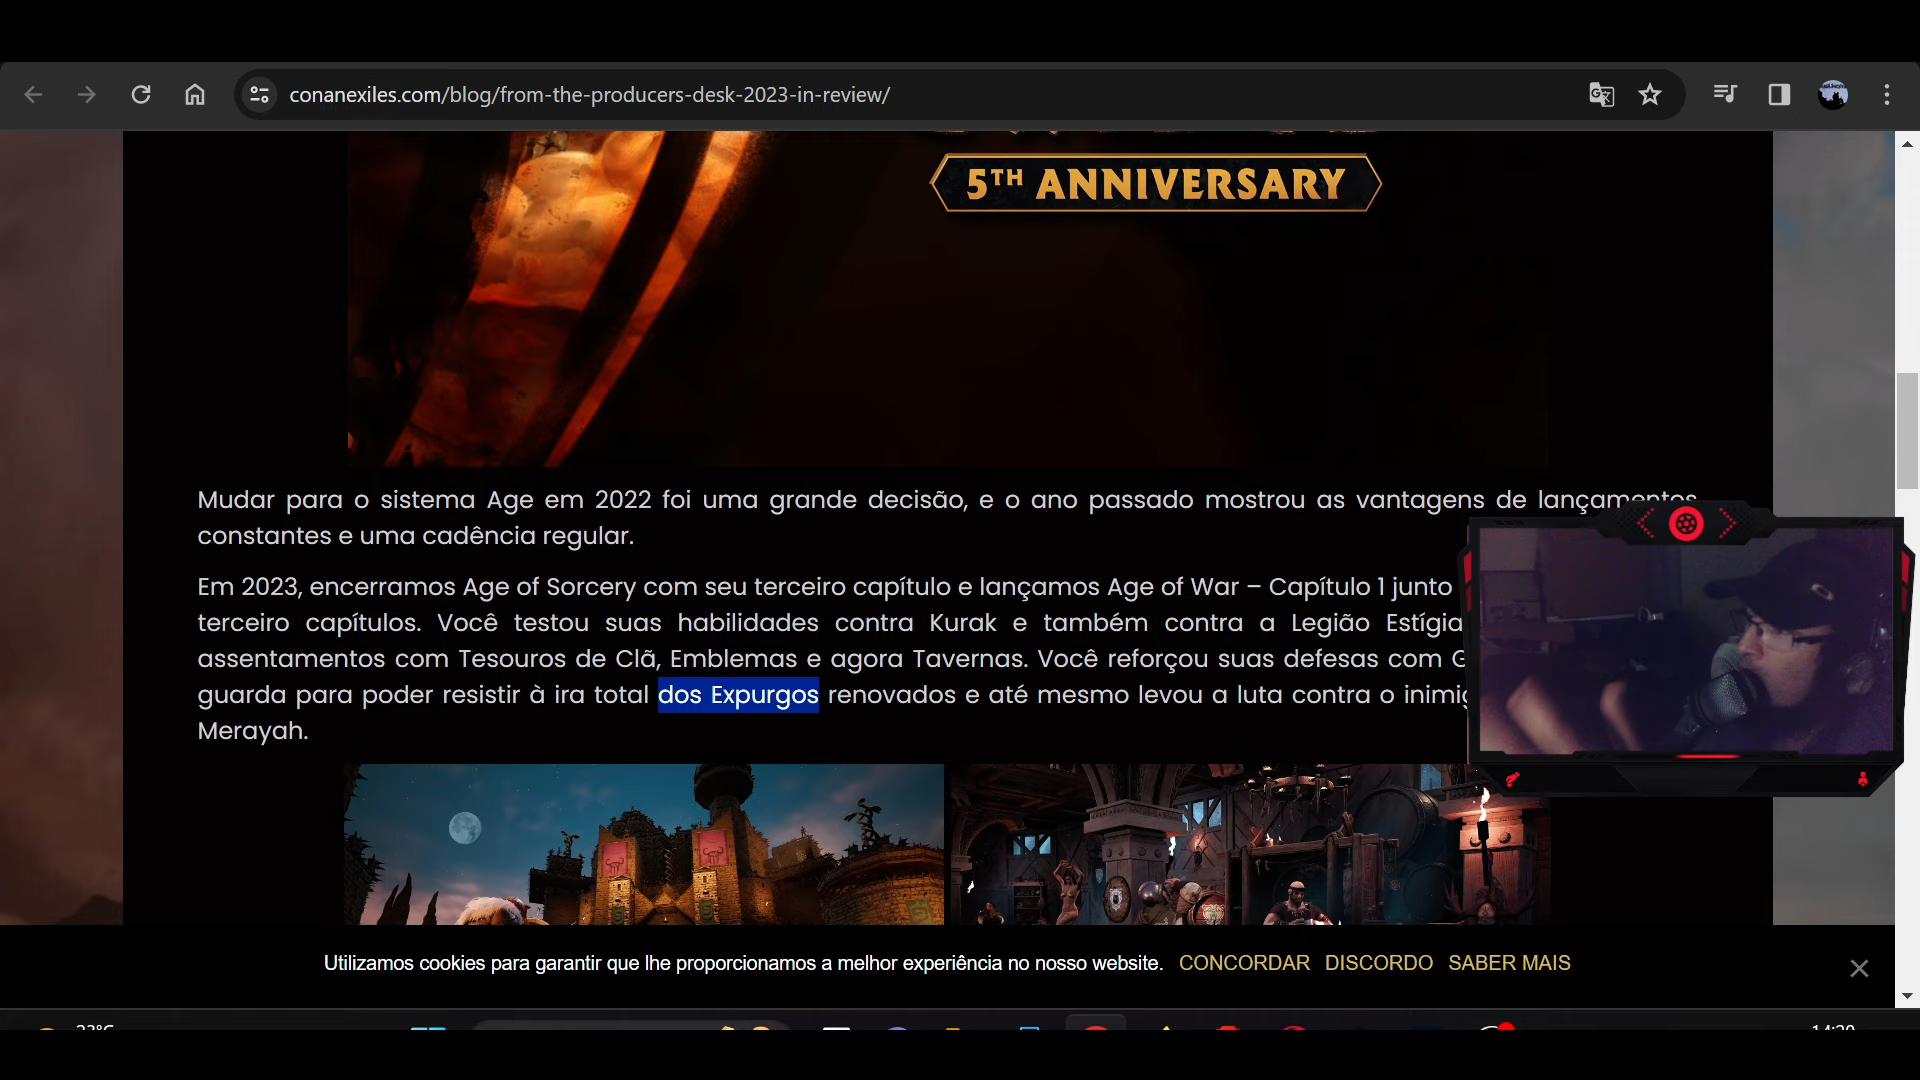 conanexiles.com/blog/from-the-producers-desk-2023-in-review/
5TH ANNIVERSARY
Mudar para o sistema Age em 2022 foi uma grande decisão, e o ano passado mostrou as vantagens de lançamentos
constantes e uma cadência regular.
Em 2023, encerramos Age of Sorcery com seu terceiro capítulo e lançamos Age of War – Capítulo 1 junto
terceiro capítulos. Você testou suas habilidades contra Kurak e também contra a Legião Estígia
assentamentos com Tesouros de Clã, Emblemas e agora Tavernas. Você reforçou suas defesas com
guarda para poder resistir à ira total dos Expurgos renovados e até mesmo levou a luta contra o
Merayah.
Utilizamos cookies para garantir que lhe proporcionamos a melhor experiência no nosso website. CONCORDAR DISCORDO SABER MAIS